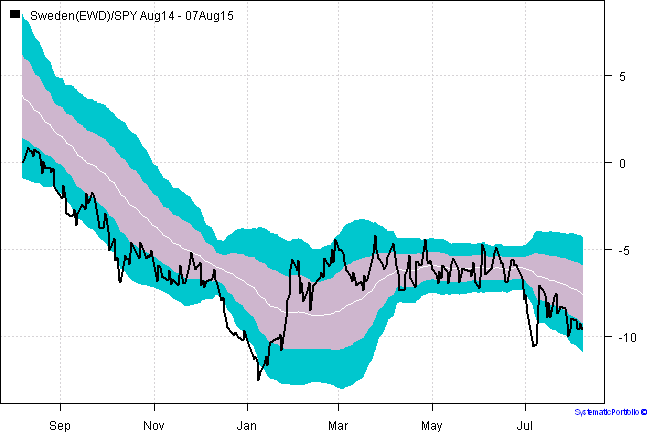 Sweden(EWD)/SPY Aug14 - 07Aug15
5
0
-5
-10
Sep Nov Jan Mar May Jul
SystematicPortfolio ©